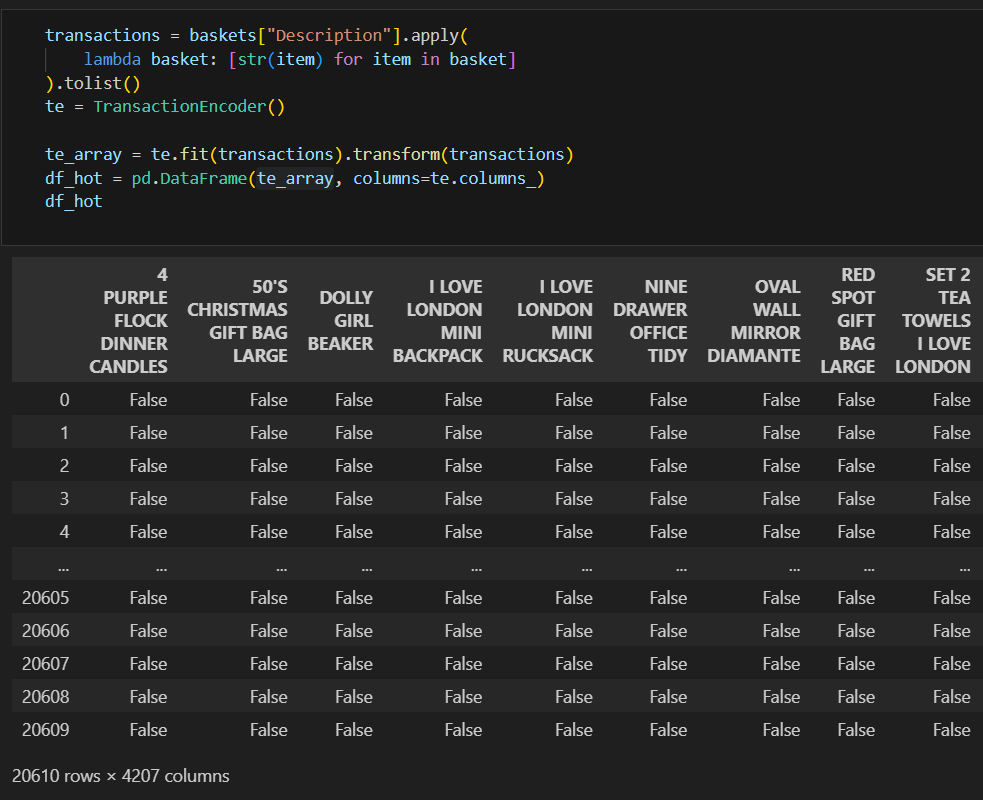 transactions = baskets["Description"].apply(
    lambda basket: [str(item) for item in basket]
).tolist()
te = TransactionEncoder()
te_array = te.fit(transactions).transform(transactions)
df_hot = pd.DataFrame(te_array, columns=te.columns_)
df_hot
4 PURPLE FLOCK DINNER CANDLES 50'S CHRISTMAS GIFT BAG LARGE DOLLY GIRL BEAKER I LOVE LONDON MINI BACKPACK I LOVE LONDON MINI RUCKSACK NINE DRAWER OFFICE TIDY OVAL WALL MIRROR DIAMANTE RED SPOT GIFT BAG LARGE SET 2 TEA TOWELS I LOVE LONDON
0 False False False False False False False False False
1 False False False False False False False False False
2 False False False False False False False False False
3 False False False False False False False False False
4 False False False False False False False False False
... ... ... ... ... ... ... ... ... ...
20605 False False False False False False False False False
20606 False False False False False False False False False
20607 False False False False False False False False False
20608 False False False False False False False False False
20609 False False False False False False False False False
20610 rows × 4207 columns